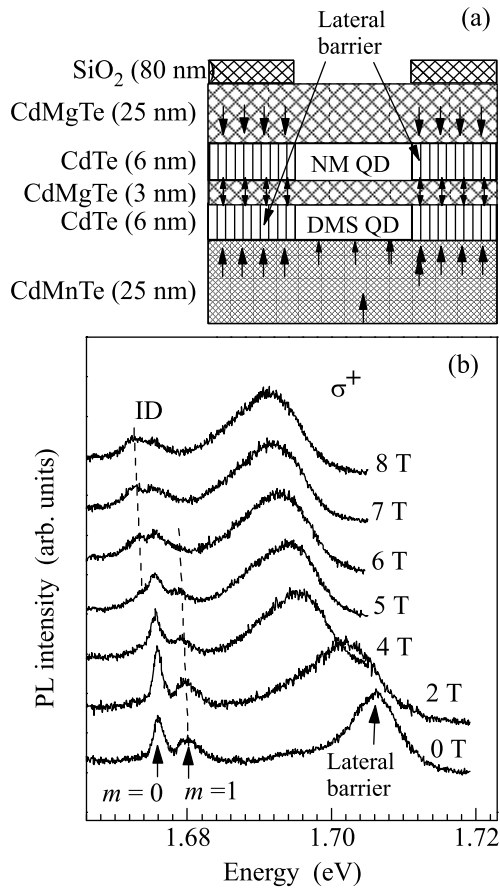 (a)
Lateral
barrier
SiO₂ (80 nm)
CdMgTe (25 nm)
CdTe (6 nm)
NM QD
CdMgTe (3 nm)
CdTe (6 nm)
DMS QD
CdMnTe (25 nm)
(b)
σ⁺
ID
8 T
7 T
6 T
5 T
4 T
2 T
0 T
Lateral
barrier
m = 0
m =1
PL intensity (arb. units)
1.68
1.70
1.72
Energy (eV)